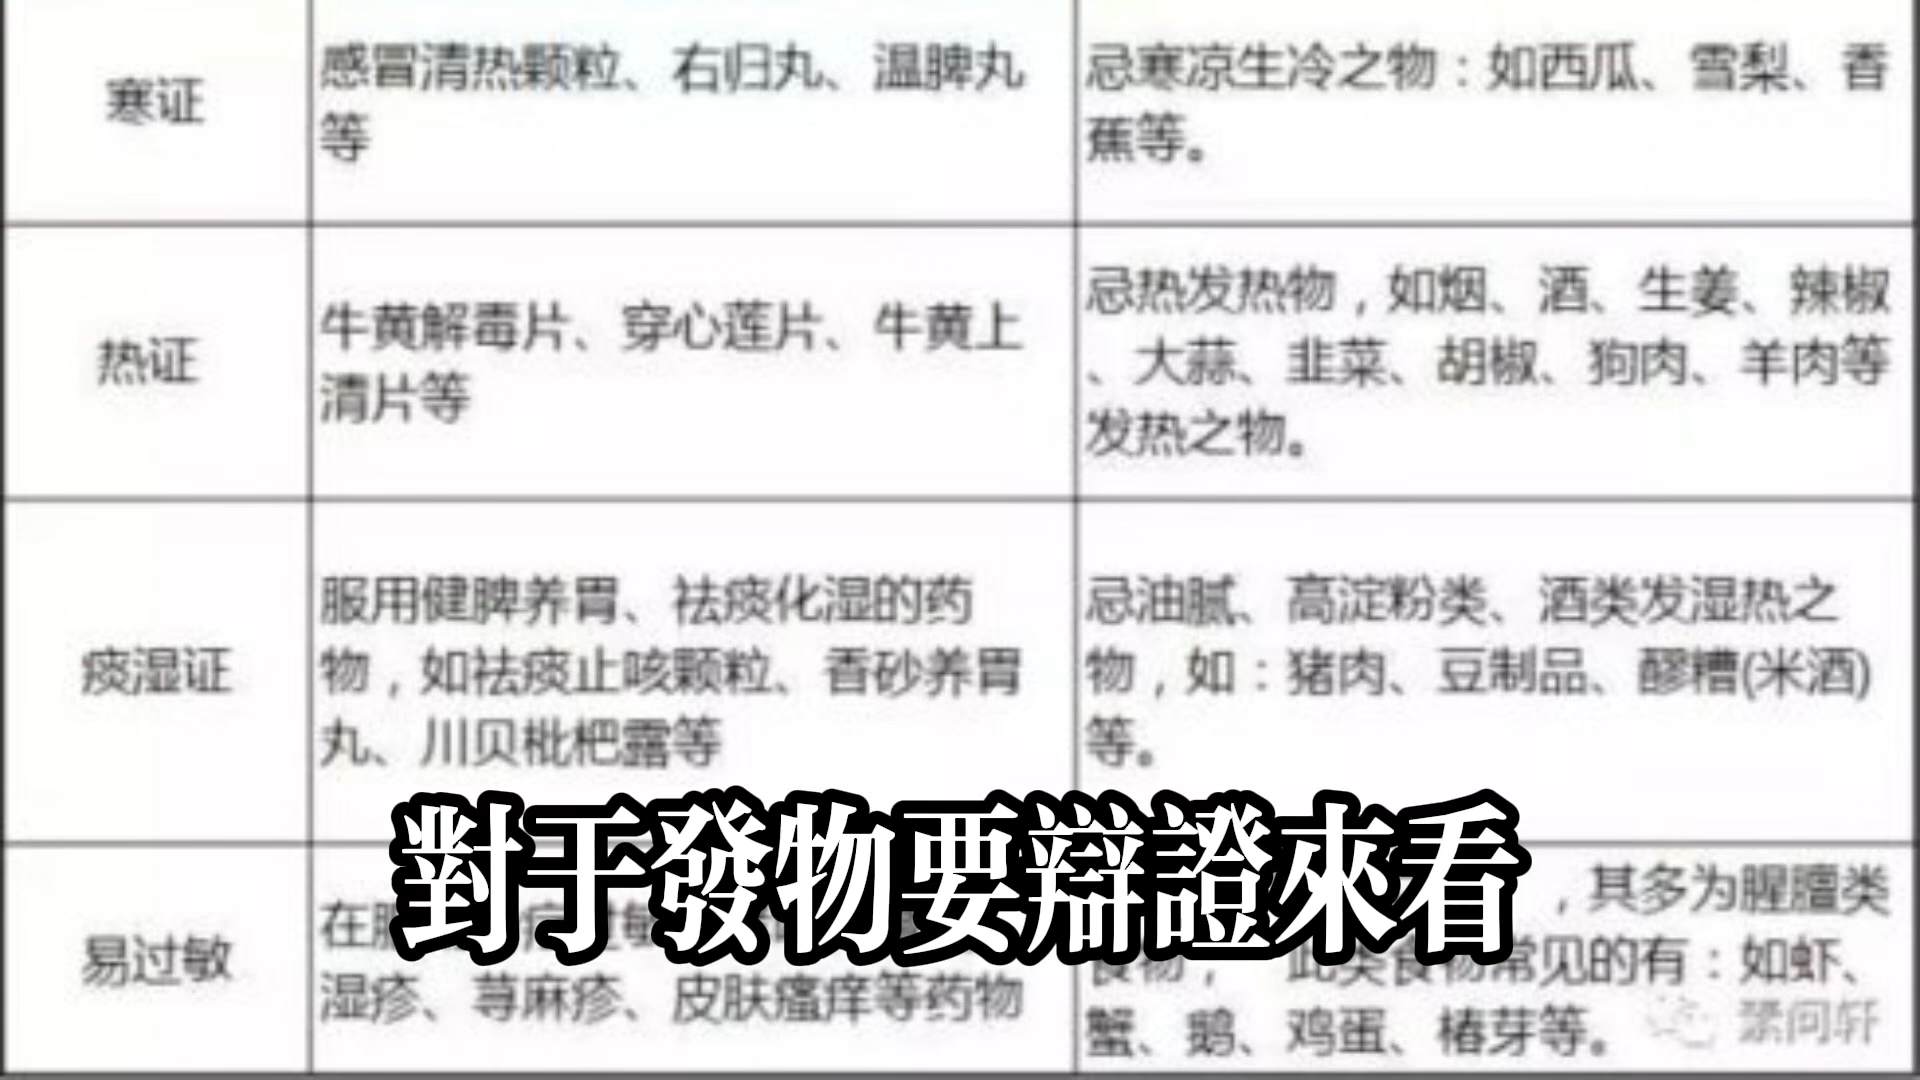 寒证
感冒清热颗粒、右归丸、温脾丸
等
忌寒凉生冷之物：如西瓜、雪梨、香
蕉等。
热证
牛黄解毒片、穿心莲片、牛黄上
清片等
忌热发热物，如烟、酒、生姜、辣椒
、大蒜、韭菜、胡椒、狗肉、羊肉等
发热之物。
痰湿证
服用健脾养胃、祛痰化湿的药
物，如祛痰止咳颗粒、香砂养胃
丸、川贝枇杷露等
忌油腻、高淀粉类、酒类发湿热之
物，如：猪肉、豆制品、醪糟(米酒)
等。
易过敏
在服
湿疹、荨麻疹、皮肤瘙痒等药物
，其多为腥膻类
食物，此类食物常见的有：如虾、
蟹、鹅、鸡蛋、椿芽等。
對于發物要辯證來看
素问轩